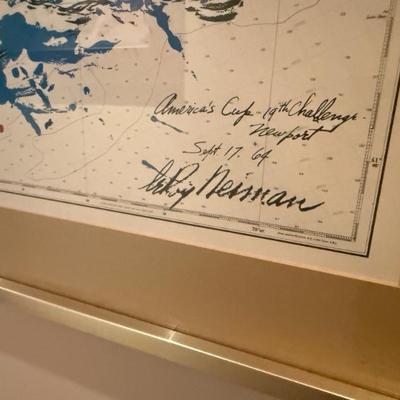 America's Cup - 19th Challenge -
Newport
Sept. 17. 64
LeRoy Neiman